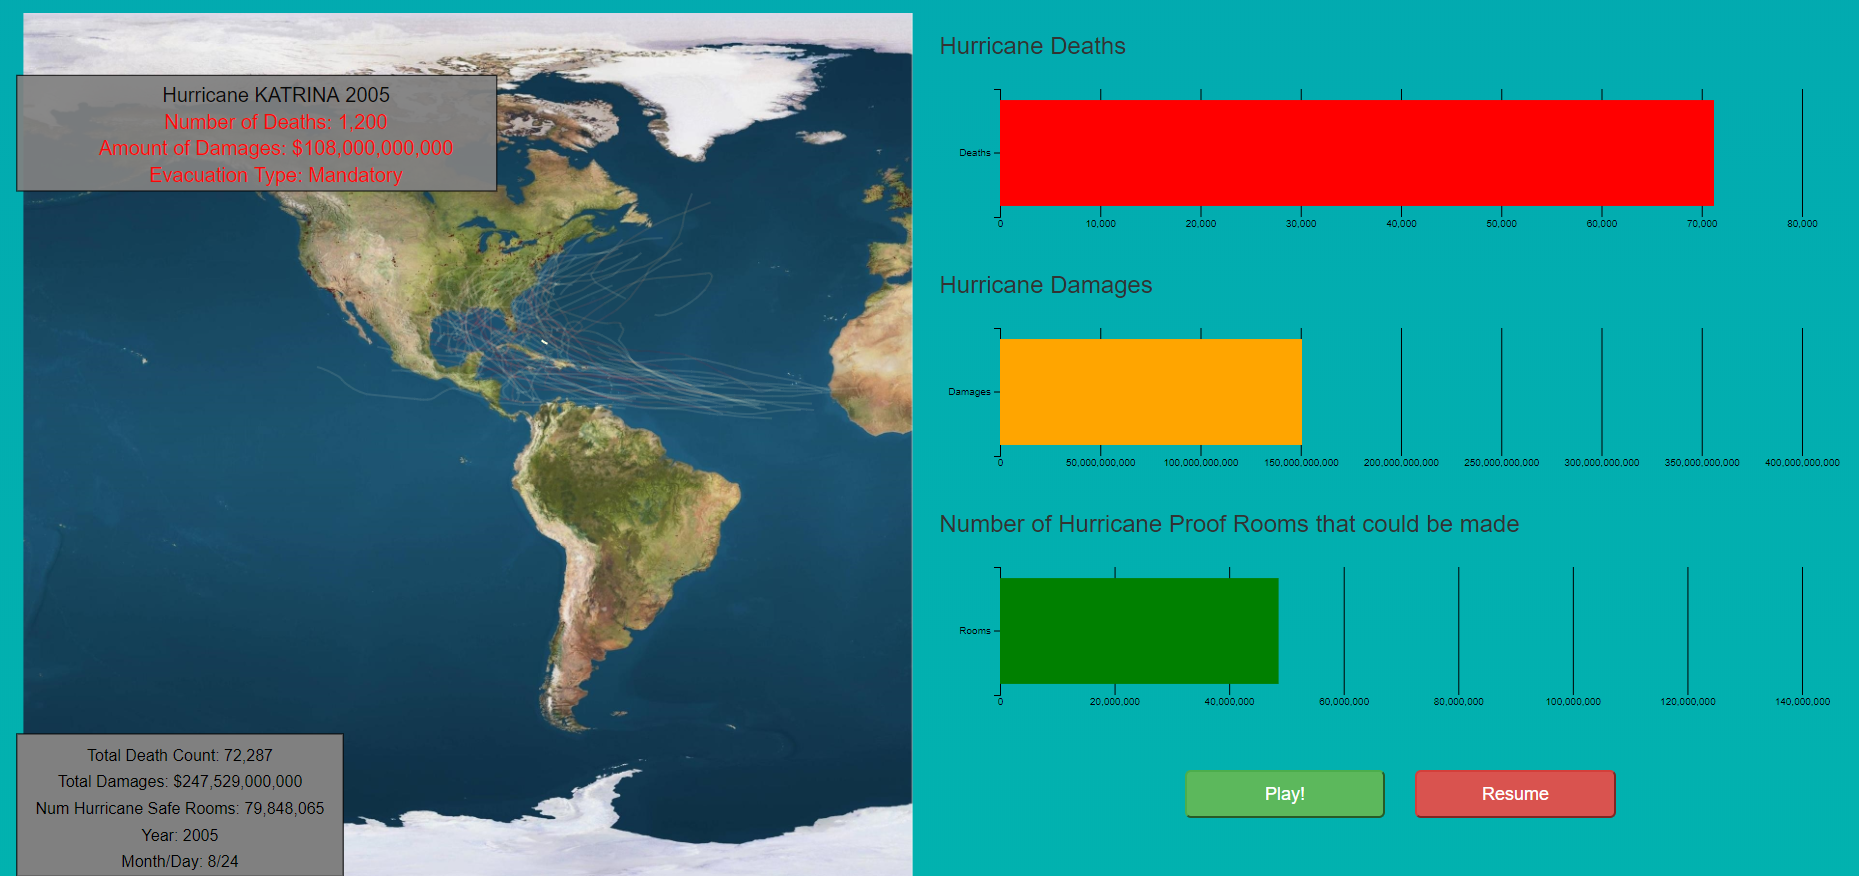 Hurricane KATRINA 2005
Number of Deaths: 1,200
Amount of Damages: $108,000,000,000
Evacuation Type: Mandatory
Total Death Count: 72,287
Total Damages: $247,529,000,000
Num Hurricane Safe Rooms: 79,848,065
Year: 2005
Month/Day: 8/24
Hurricane Deaths
Deaths
0 10,000 20,000 30,000 40,000 50,000 60,000 70,000 80,000
Hurricane Damages
Damages
0 50,000,000,000 100,000,000,000 150,000,000,000 200,000,000,000 250,000,000,000 300,000,000,000 350,000,000,000 400,000,000,000
Number of Hurricane Proof Rooms that could be made
Rooms
0 20,000,000 40,000,000 60,000,000 80,000,000 100,000,000 120,000,000 140,000,000
Play! Resume